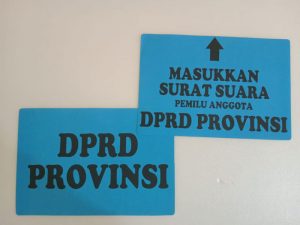 MASUKKAN
SURAT SUARA
PEMILU ANGGOTA
DPRD PROVINSI
DPRD
PROVINSI